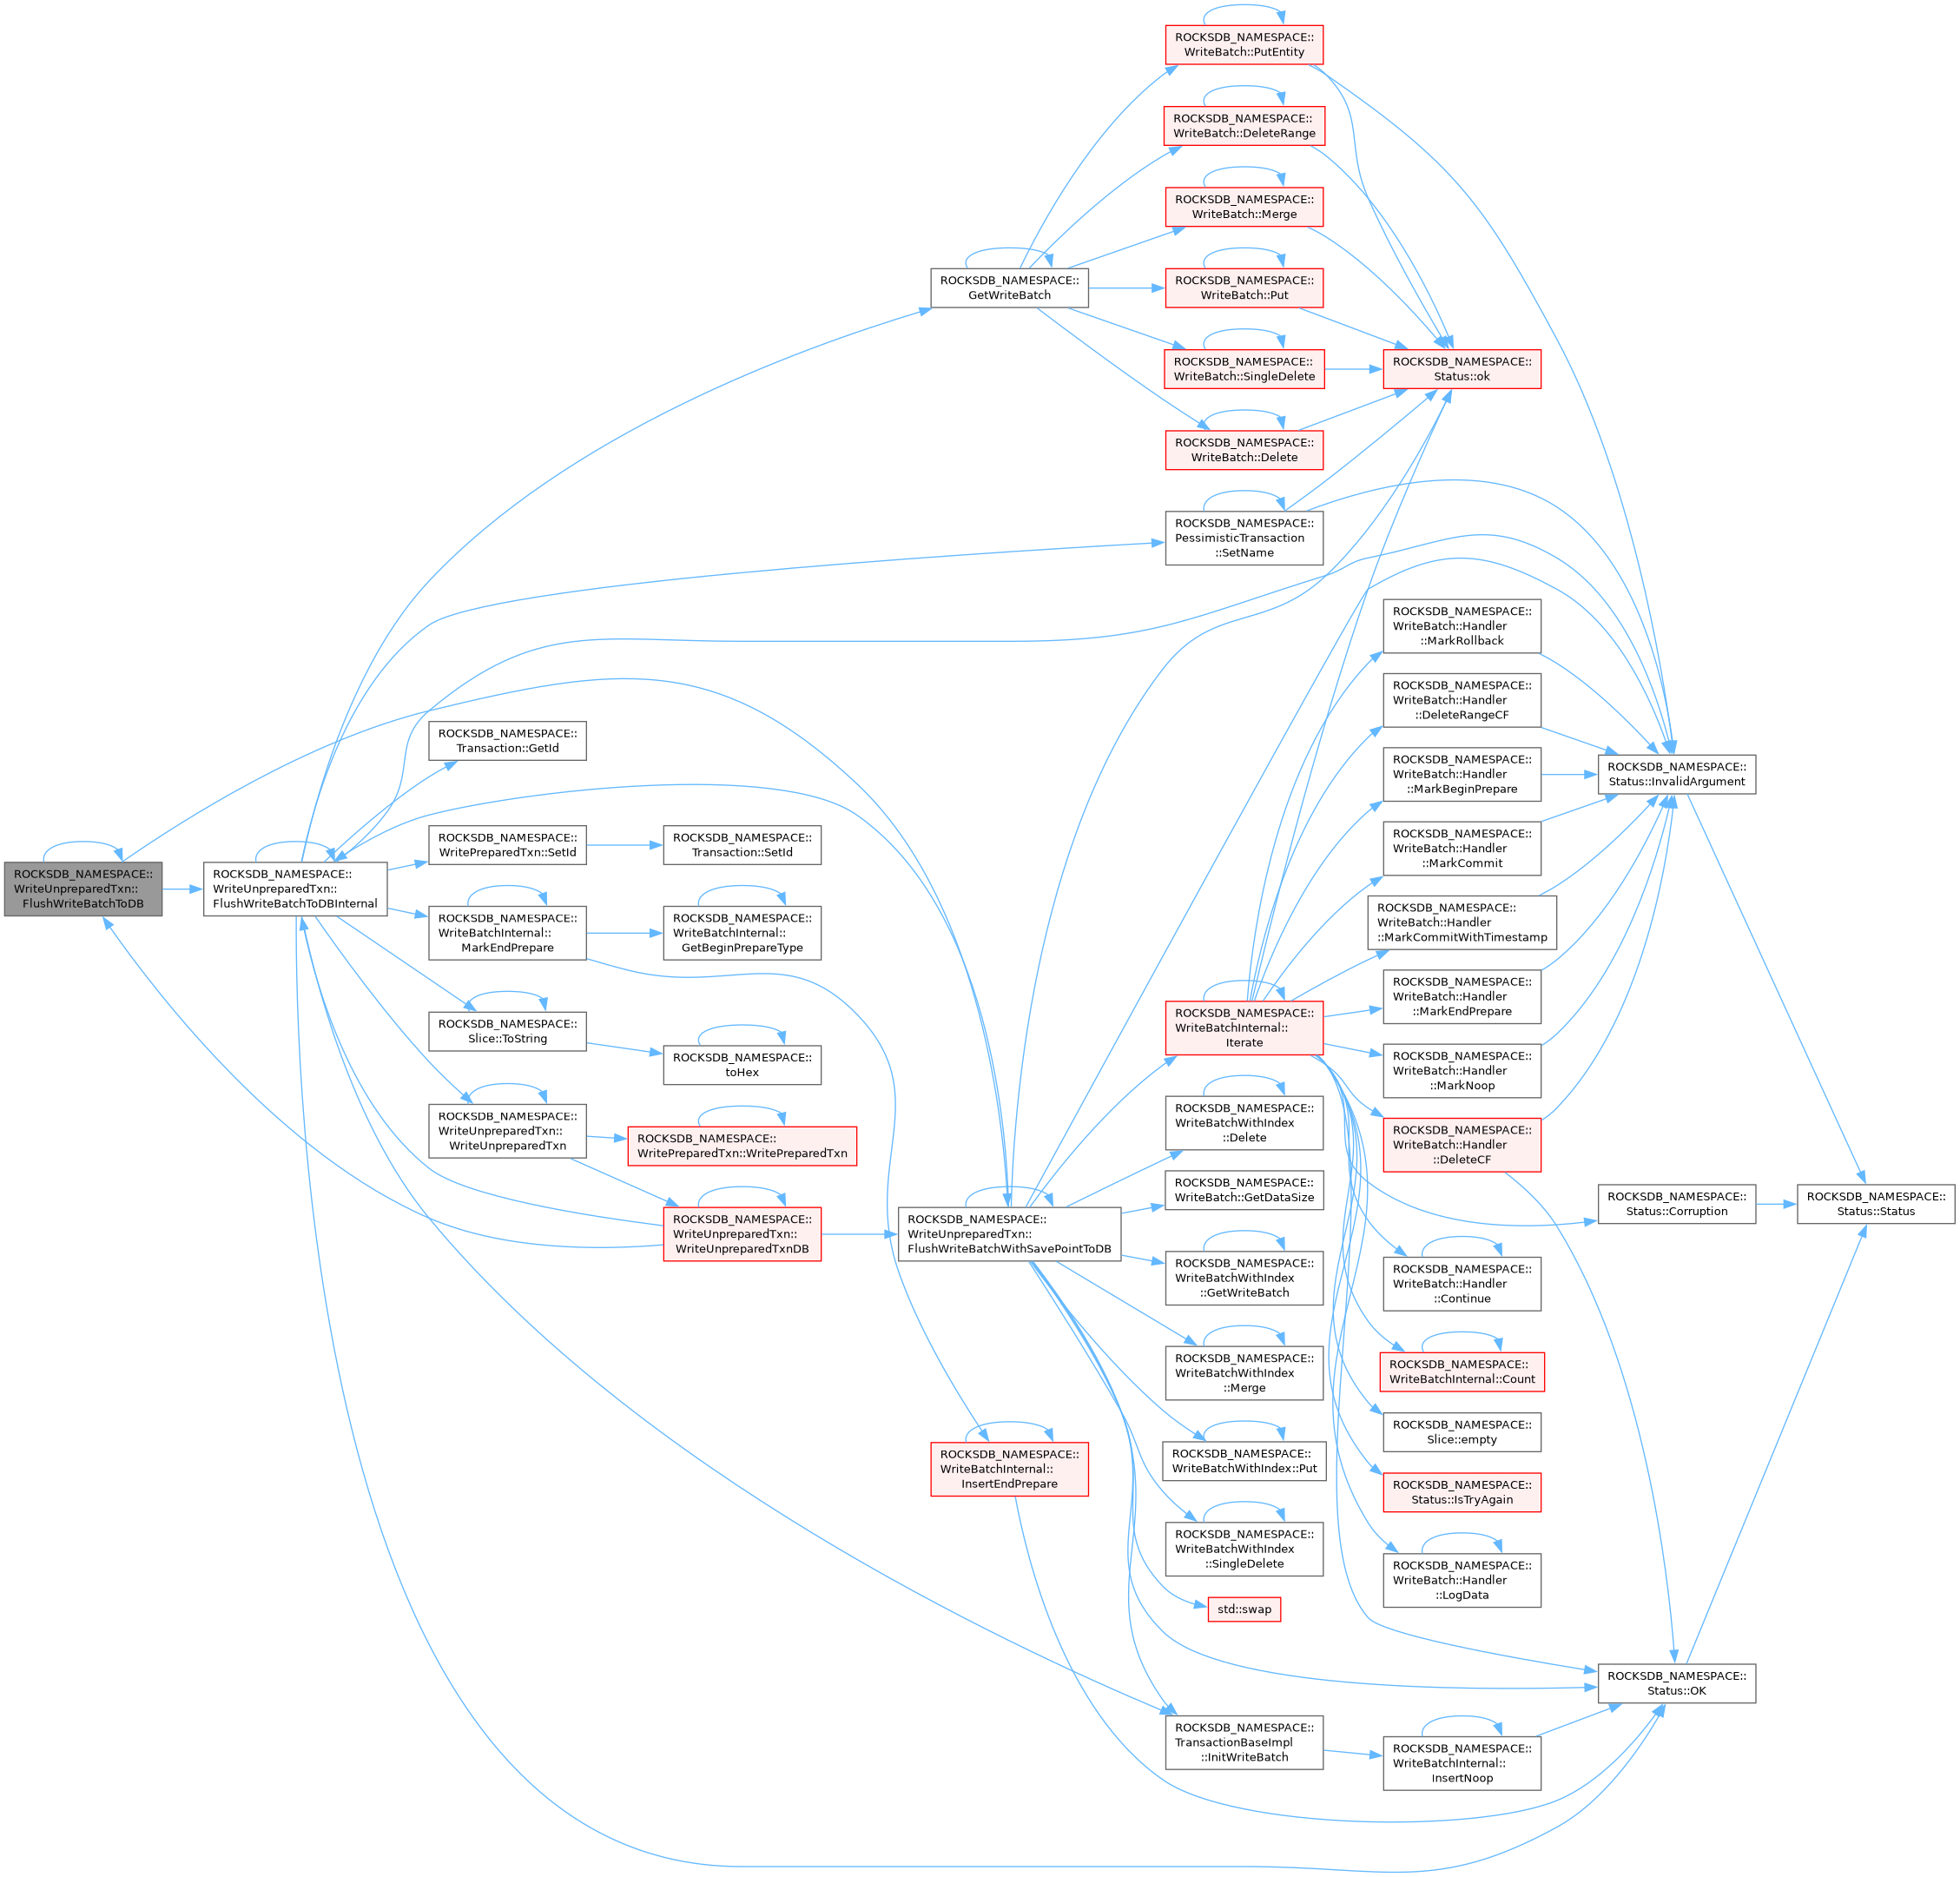 ROCKSDB_NAMESPACE::
WriteUnpreparedTxn::
FlushWriteBatchToDB
ROCKSDB_NAMESPACE::
WriteUnpreparedTxn::
FlushWriteBatchToDBInternal
ROCKSDB_NAMESPACE::
Transaction::GetId
ROCKSDB_NAMESPACE::
WritePreparedTxn::SetId
ROCKSDB_NAMESPACE::
WriteBatchInternal::
MarkEndPrepare
ROCKSDB_NAMESPACE::
Slice::ToString
ROCKSDB_NAMESPACE::
WriteUnpreparedTxn::
WriteUnpreparedTxn
ROCKSDB_NAMESPACE::
Transaction::SetId
ROCKSDB_NAMESPACE::
WriteBatchInternal::
GetBeginPrepareType
ROCKSDB_NAMESPACE::
toHex
ROCKSDB_NAMESPACE::
WritePreparedTxn::WritePreparedTxn
ROCKSDB_NAMESPACE::
WriteUnpreparedTxn::
WriteUnpreparedTxnDB
ROCKSDB_NAMESPACE::
GetWriteBatch
ROCKSDB_NAMESPACE::
WriteUnpreparedTxn::
FlushWriteBatchWithSavePointToDB
ROCKSDB_NAMESPACE::
WriteBatchInternal::
InsertEndPrepare
ROCKSDB_NAMESPACE::
WriteBatch::PutEntity
ROCKSDB_NAMESPACE::
WriteBatch::DeleteRange
ROCKSDB_NAMESPACE::
WriteBatch::Merge
ROCKSDB_NAMESPACE::
WriteBatch::Put
ROCKSDB_NAMESPACE::
WriteBatch::SingleDelete
ROCKSDB_NAMESPACE::
WriteBatch::Delete
ROCKSDB_NAMESPACE::
PessimisticTransaction
::SetName
ROCKSDB_NAMESPACE::
WriteBatchInternal::
Iterate
ROCKSDB_NAMESPACE::
WriteBatchWithIndex
::Delete
ROCKSDB_NAMESPACE::
WriteBatch::GetDataSize
ROCKSDB_NAMESPACE::
WriteBatchWithIndex
::GetWriteBatch
ROCKSDB_NAMESPACE::
WriteBatchWithIndex
::Merge
ROCKSDB_NAMESPACE::
WriteBatchWithIndex::Put
ROCKSDB_NAMESPACE::
WriteBatchWithIndex
::SingleDelete
std::swap
ROCKSDB_NAMESPACE::
TransactionBaseImpl
::InitWriteBatch
ROCKSDB_NAMESPACE::
Status::ok
ROCKSDB_NAMESPACE::
WriteBatch::Handler
::MarkRollback
ROCKSDB_NAMESPACE::
WriteBatch::Handler
::DeleteRangeCF
ROCKSDB_NAMESPACE::
WriteBatch::Handler
::MarkBeginPrepare
ROCKSDB_NAMESPACE::
WriteBatch::Handler
::MarkCommit
ROCKSDB_NAMESPACE::
WriteBatch::Handler
::MarkCommitWithTimestamp
ROCKSDB_NAMESPACE::
WriteBatch::Handler
::MarkEndPrepare
ROCKSDB_NAMESPACE::
WriteBatch::Handler
::MarkNoop
ROCKSDB_NAMESPACE::
WriteBatch::Handler
::DeleteCF
ROCKSDB_NAMESPACE::
WriteBatch::Handler
::Continue
ROCKSDB_NAMESPACE::
WriteBatchInternal::Count
ROCKSDB_NAMESPACE::
Slice::empty
ROCKSDB_NAMESPACE::
Status::IsTryAgain
ROCKSDB_NAMESPACE::
WriteBatch::Handler
::LogData
ROCKSDB_NAMESPACE::
WriteBatchInternal::
InsertNoop
ROCKSDB_NAMESPACE::
Status::InvalidArgument
ROCKSDB_NAMESPACE::
Status::Corruption
ROCKSDB_NAMESPACE::
Status::OK
ROCKSDB_NAMESPACE::
Status::Status